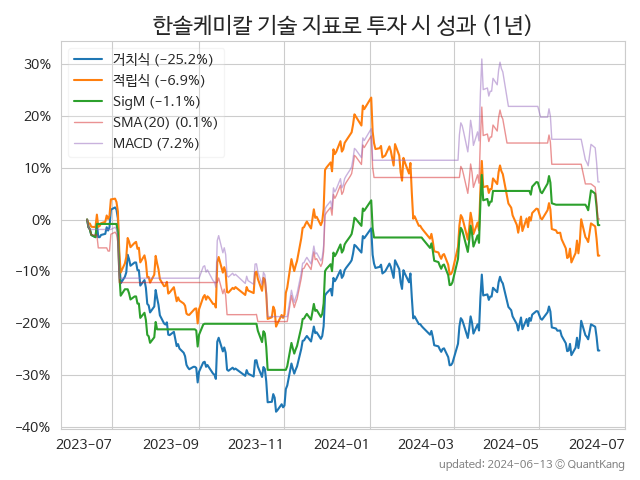 한솔케미칼 기술 지표로 투자 시 성과 (1년)
거치식 (−25.2%)
적립식 (−6.9%)
SigM (−1.1%)
SMA(20) (0.1%)
MACD (7.2%)
30%
20%
10%
0%
−10%
−20%
−30%
−40%
2023-07 2023-09 2023-11 2024-01 2024-03 2024-05 2024-07
updated: 2024-06-13 ⓒ QuantKang